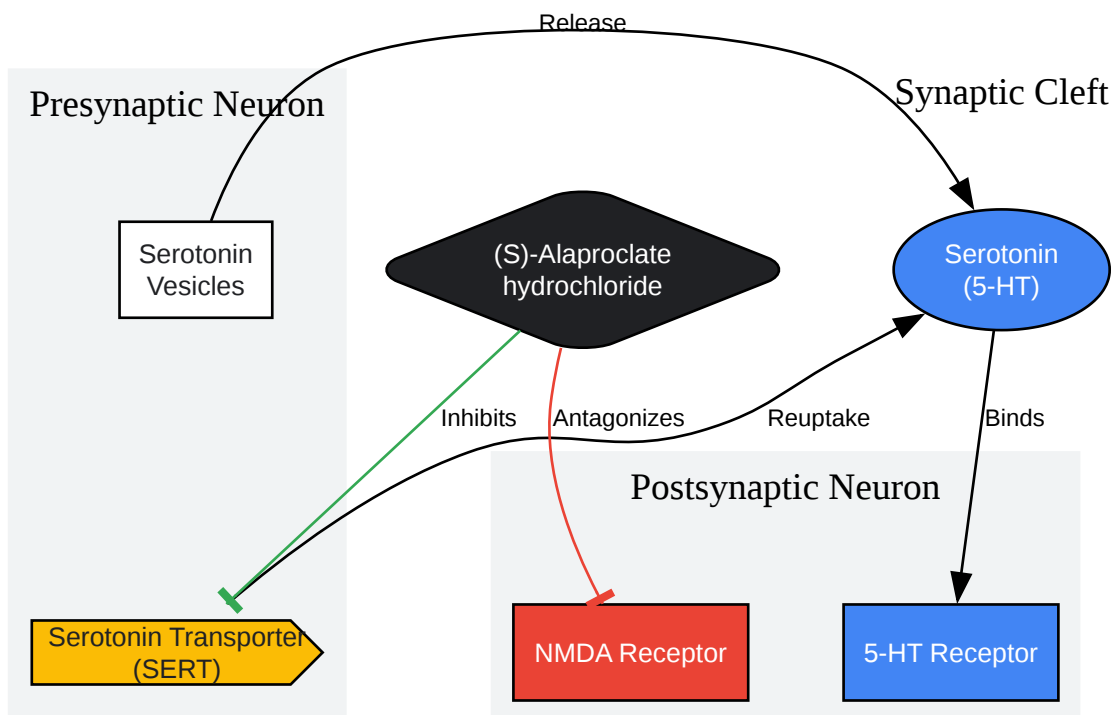 Release
Presynaptic Neuron
Synaptic Cleft
Serotonin
Vesicles
(S)-Alaproclate
hydrochloride
Serotonin
(5-HT)
Inhibits
Antagonizes
Reuptake
Binds
Postsynaptic Neuron
Serotonin Transporter
(SERT)
NMDA Receptor
5-HT Receptor